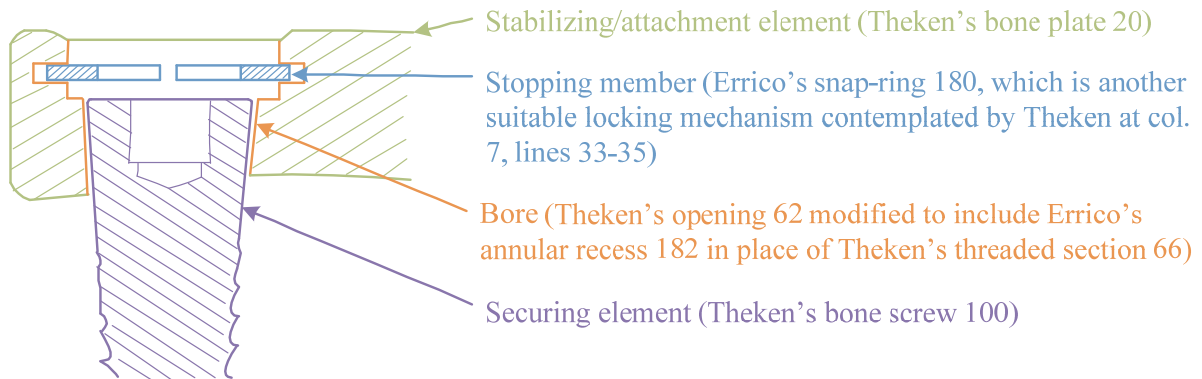 Stabilizing/attachment element (Theken's bone plate 20)
Stopping member (Errico's snap-ring 180, which is another
suitable locking mechanism contemplated by Theken at col.
7, lines 33-35)
Bore (Theken's opening 62 modified to include Errico's
annular recess 182 in place of Theken's threaded section 66)
Securing element (Theken's bone screw 100)